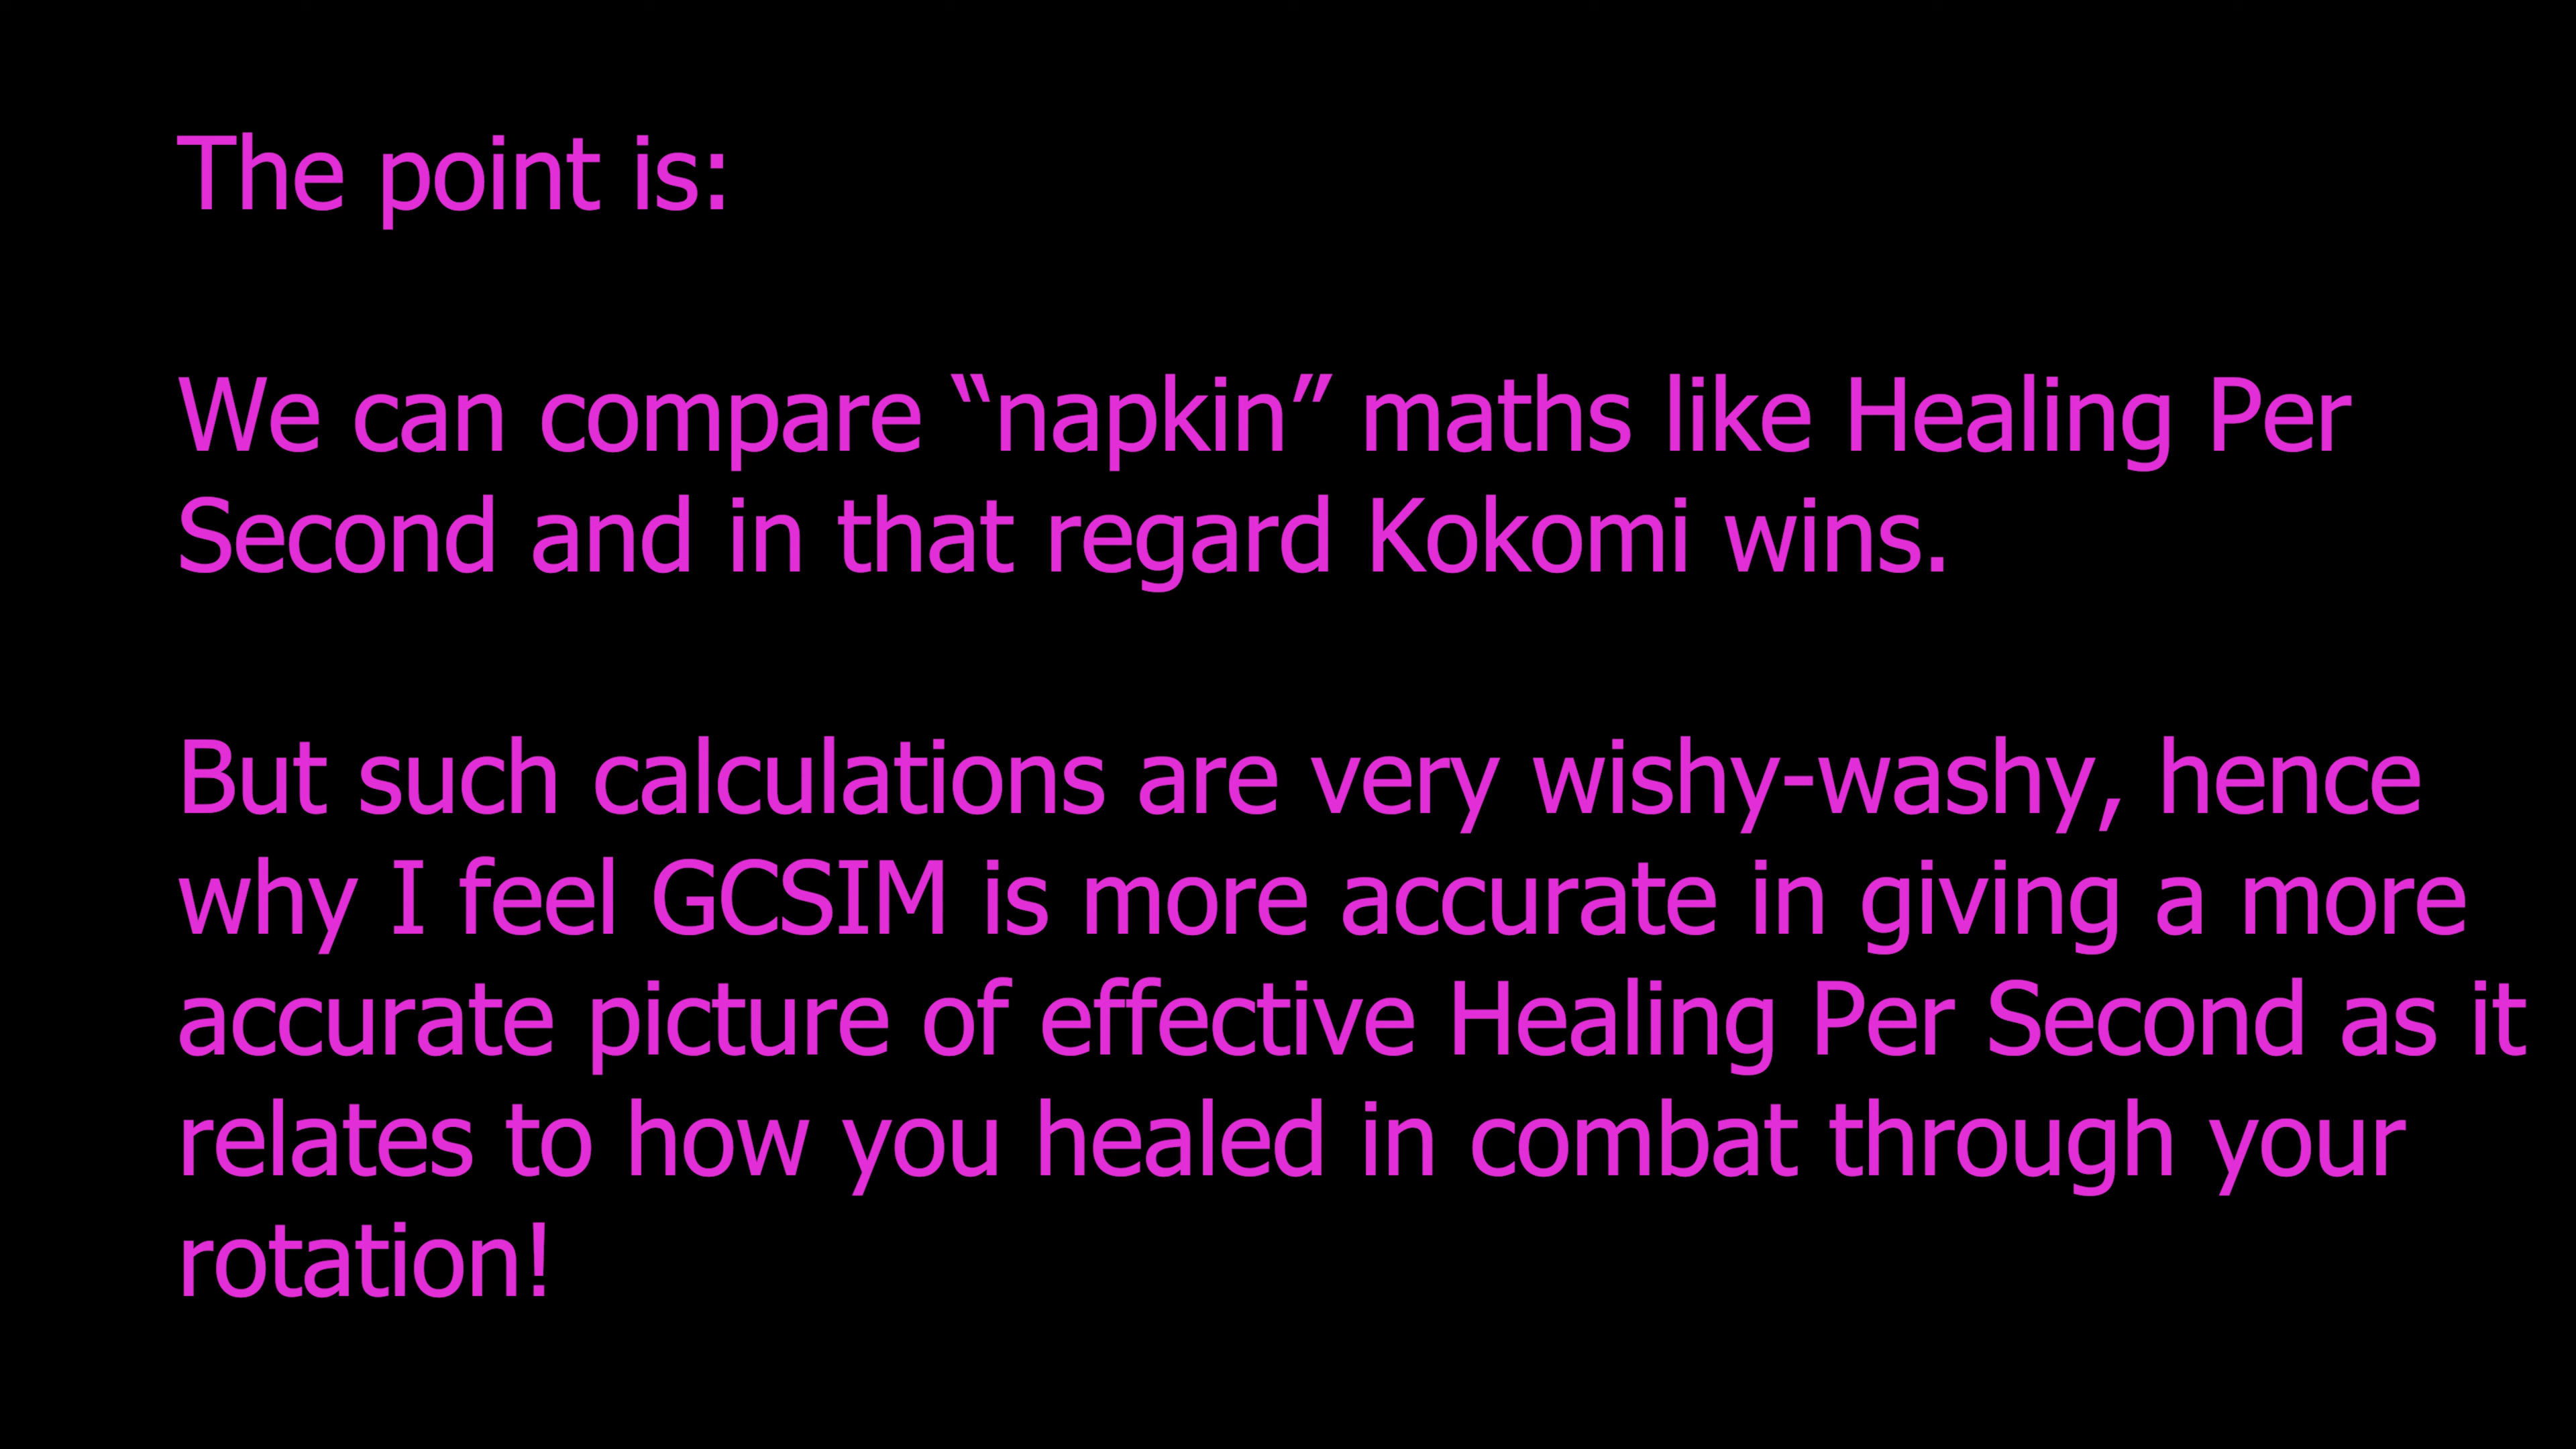 The point is:
We can compare “napkin” maths like Healing Per
Second and in that regard Kokomi wins.
But such calculations are very wishy-washy, hence
why I feel GCSIM is more accurate in giving a more
accurate picture of effective Healing Per Second as it
relates to how you healed in combat through your
rotation!